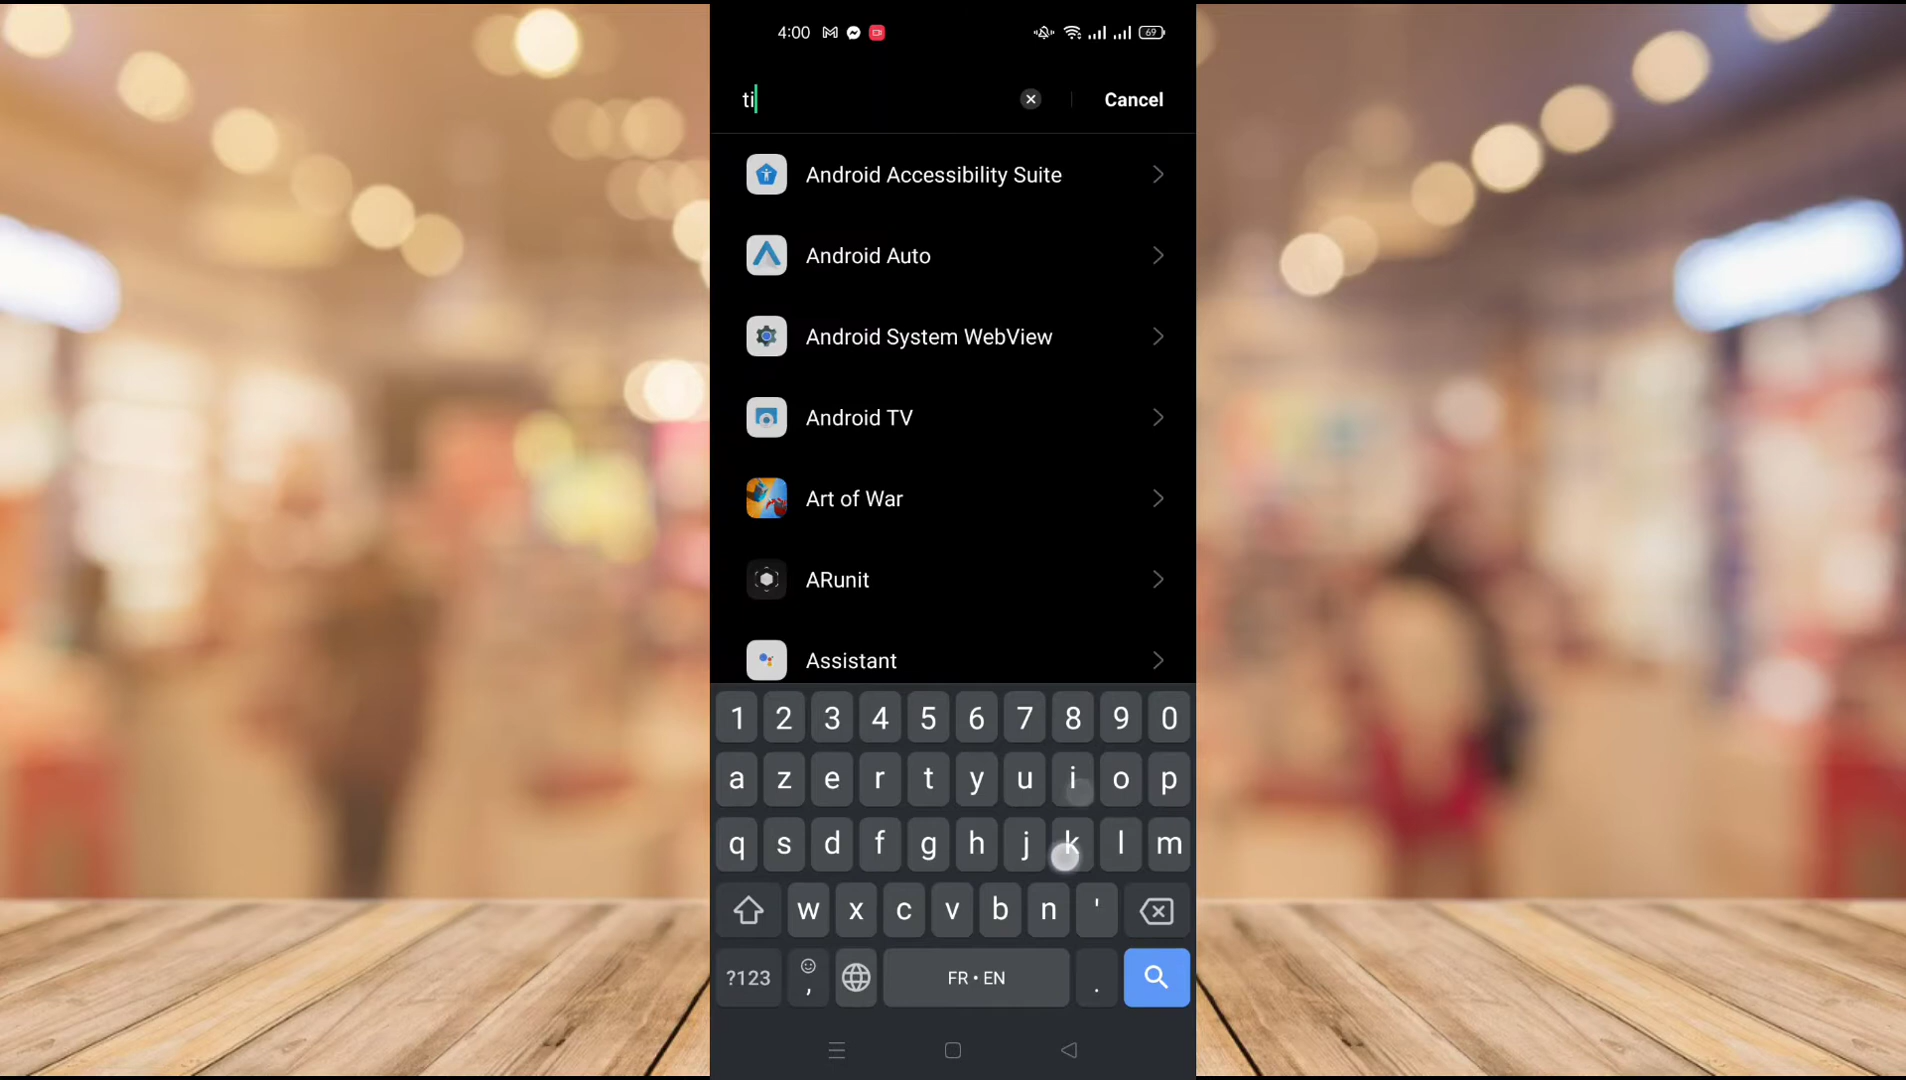 4:00
69
ti
Cancel
Android Accessibility Suite
Android Auto
Android System WebView
Android TV
Art of War
ARunit
Assistant
1 2 3 4 5 6 7 8 9 0
a z e r t y u i o p
q s d f g h j k l m
w x c v b n '
?123 , FR • EN .